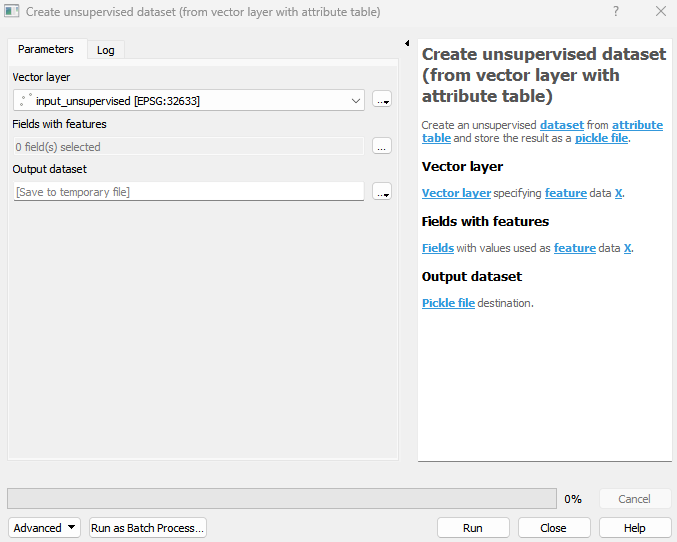 Create unsupervised dataset (from vector layer with attribute table)
?
Parameters
Log
Vector layer
input_unsupervised [EPSG:32633]
...
Fields with features
0 field(s) selected
...
Output dataset
[Save to temporary file]
...
Create unsupervised dataset
(from vector layer with
attribute table)
Create an unsupervised dataset from attribute
table and store the result as a pickle file.
Vector layer
Vector layer specifying feature data X.
Fields with features
Fields with values used as feature data X.
Output dataset
Pickle file destination.
0%
Cancel
Advanced
Run as Batch Process...
Run
Close
Help